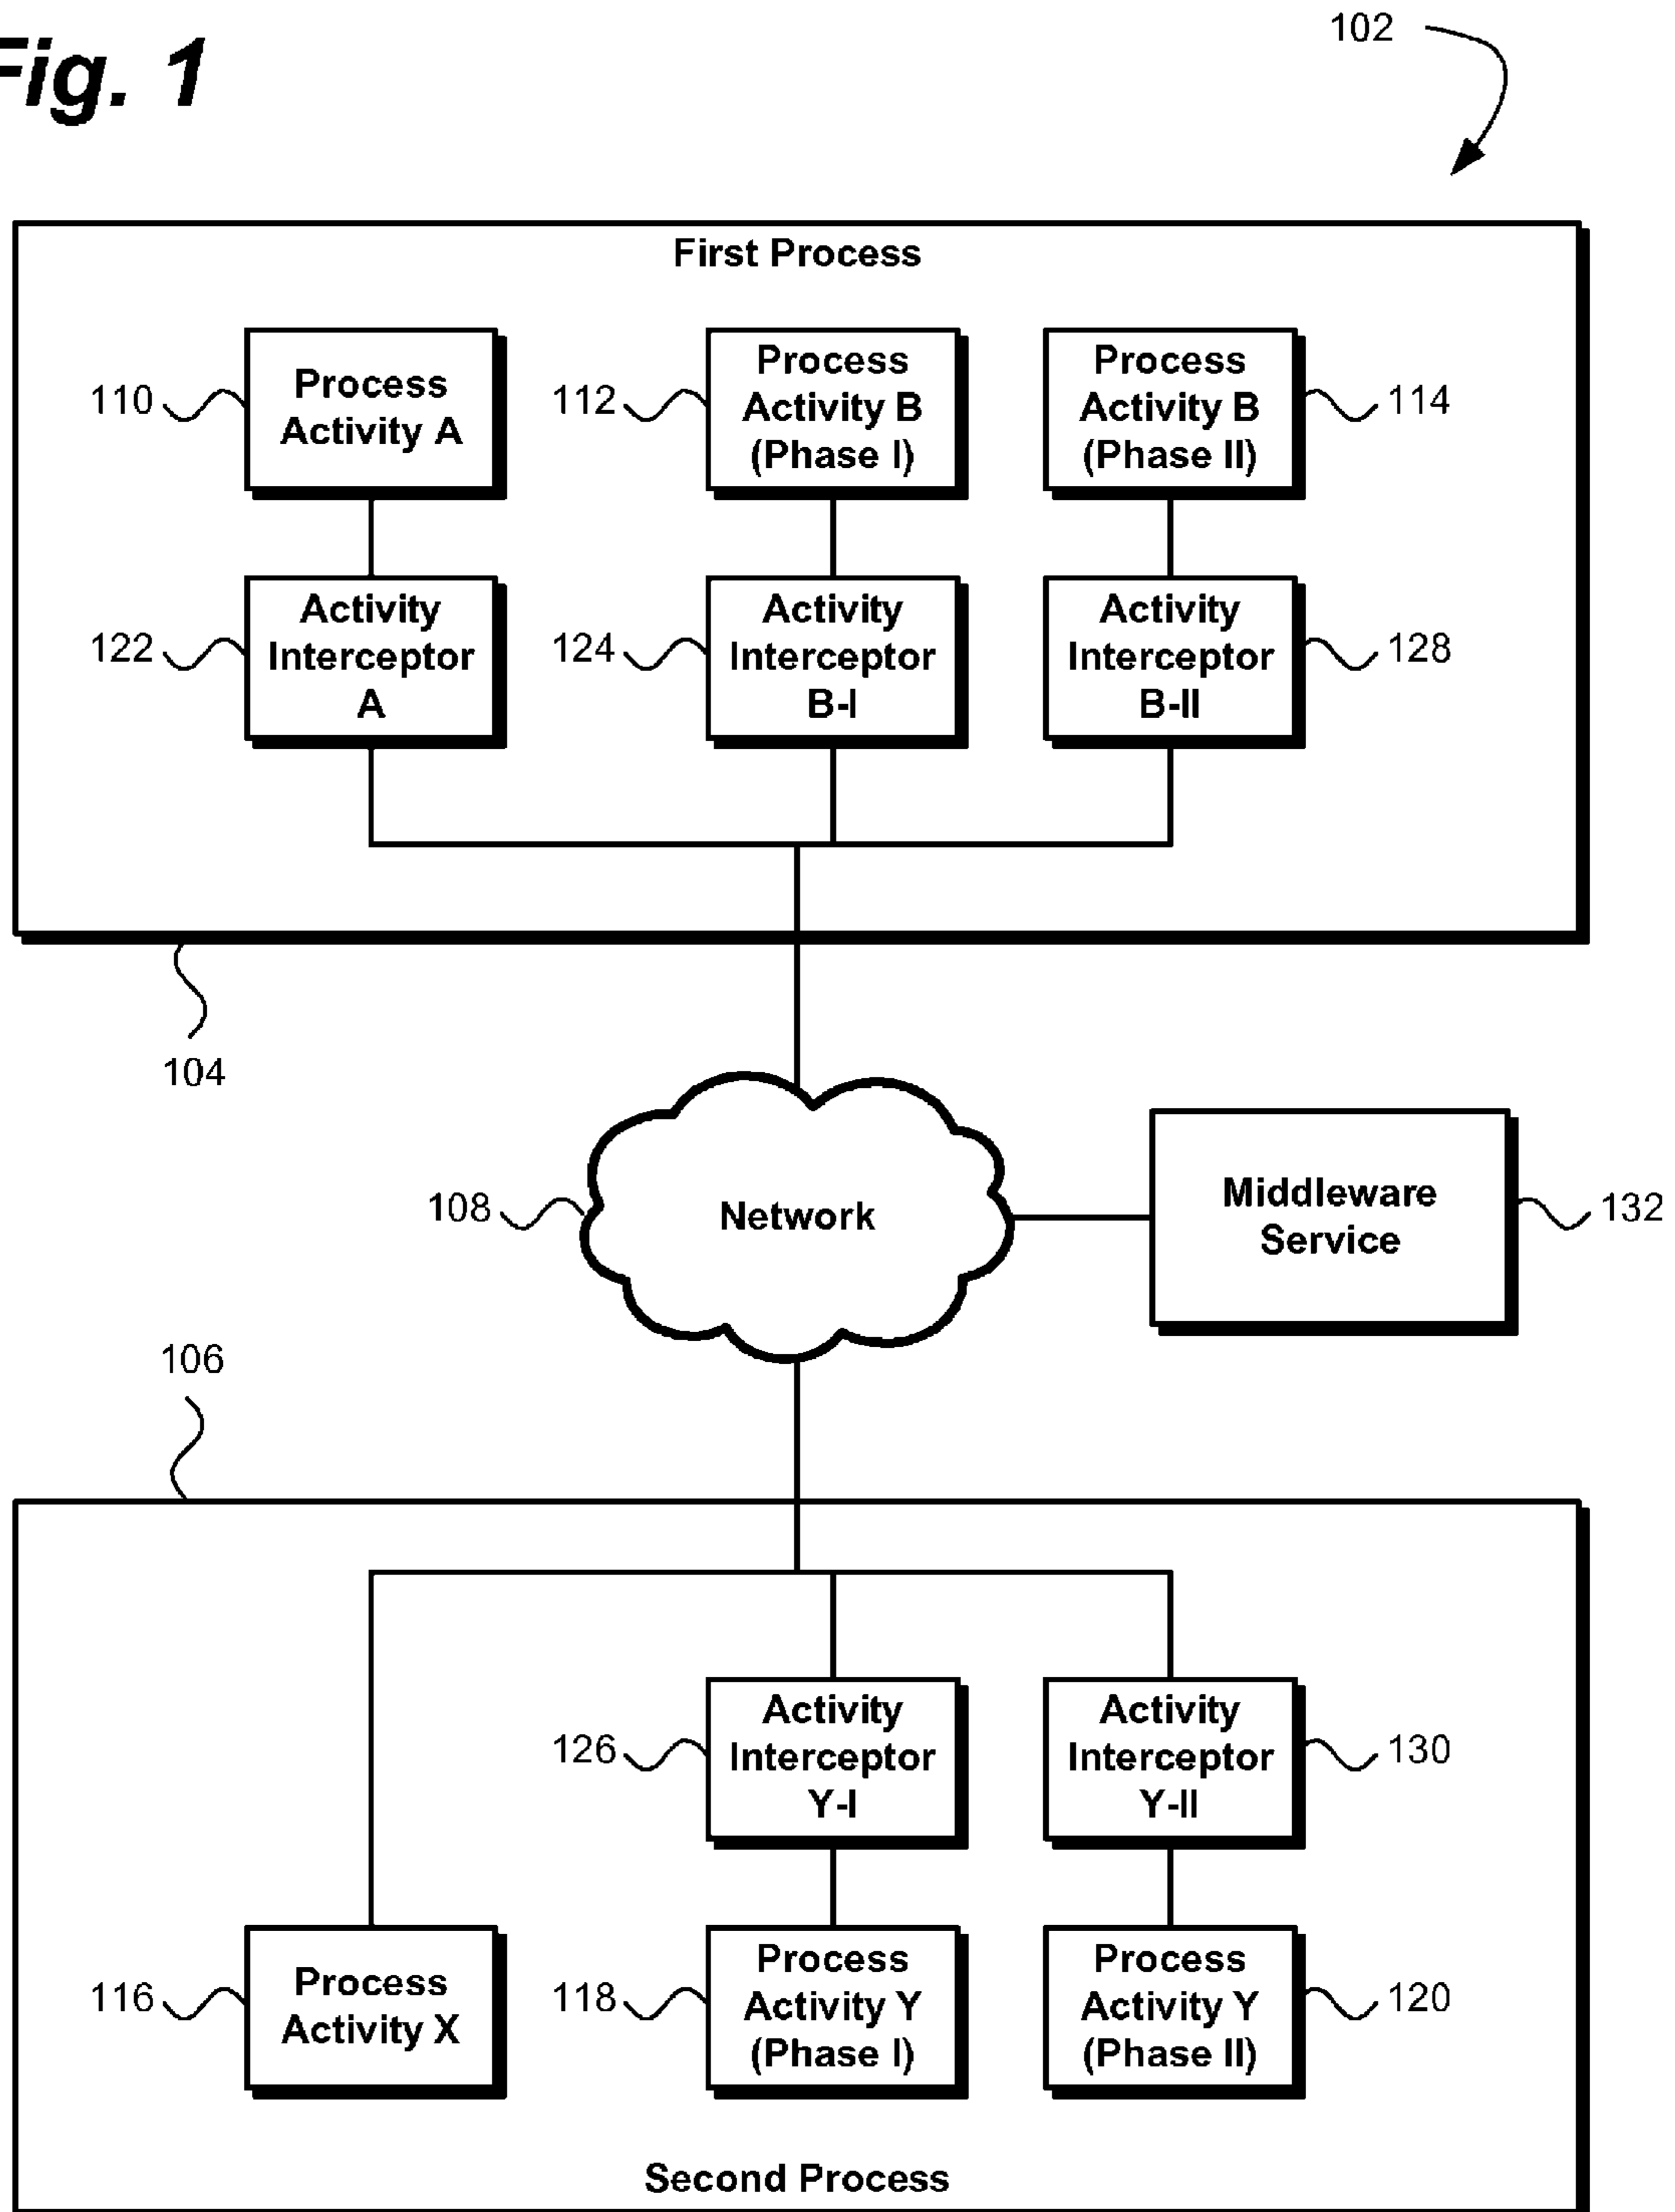 Fig. 1
102
First Process
110
Process
Activity A
112
Process
Activity B
(Phase I)
Process
Activity B
(Phase II)
114
122
Activity
Interceptor
A
124
Activity
Interceptor
B-I
Activity
Interceptor
B-II
128
104
108
Network
Middleware
Service
132
106
126
Activity
Interceptor
Y-I
Activity
Interceptor
Y-II
130
116
Process
Activity X
118
Process
Activity Y
(Phase I)
Process
Activity Y
(Phase II)
120
Second Process